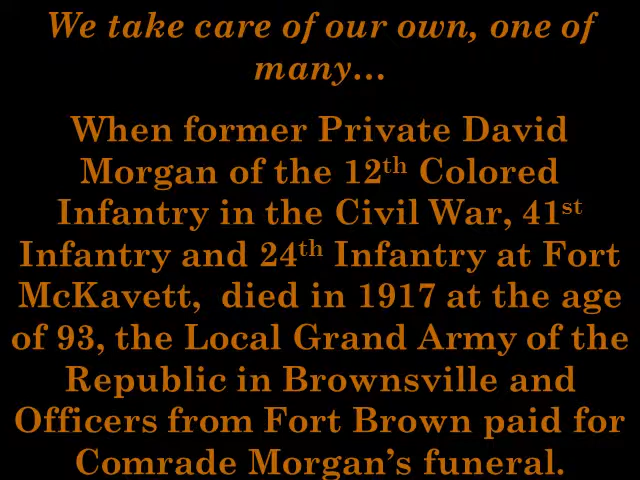 We take care of our own, one of
many…
When former Private David
Morgan of the 12th Colored
Infantry in the Civil War, 41st
Infantry and 24th Infantry at Fort
McKavett,  died in 1917 at the age
of 93, the Local Grand Army of the
Republic in Brownsville and
Officers from Fort Brown paid for
Comrade Morgan’s funeral.